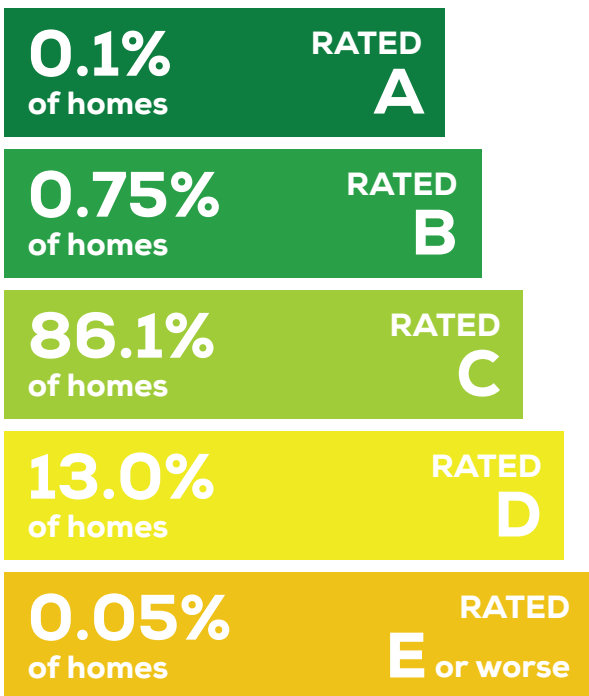 0.1% RATED
of homes A
0.75% RATED
of homes B
86.1% RATED
of homes C
13.0% RATED
of homes D
0.05% RATED
of homes E or worse